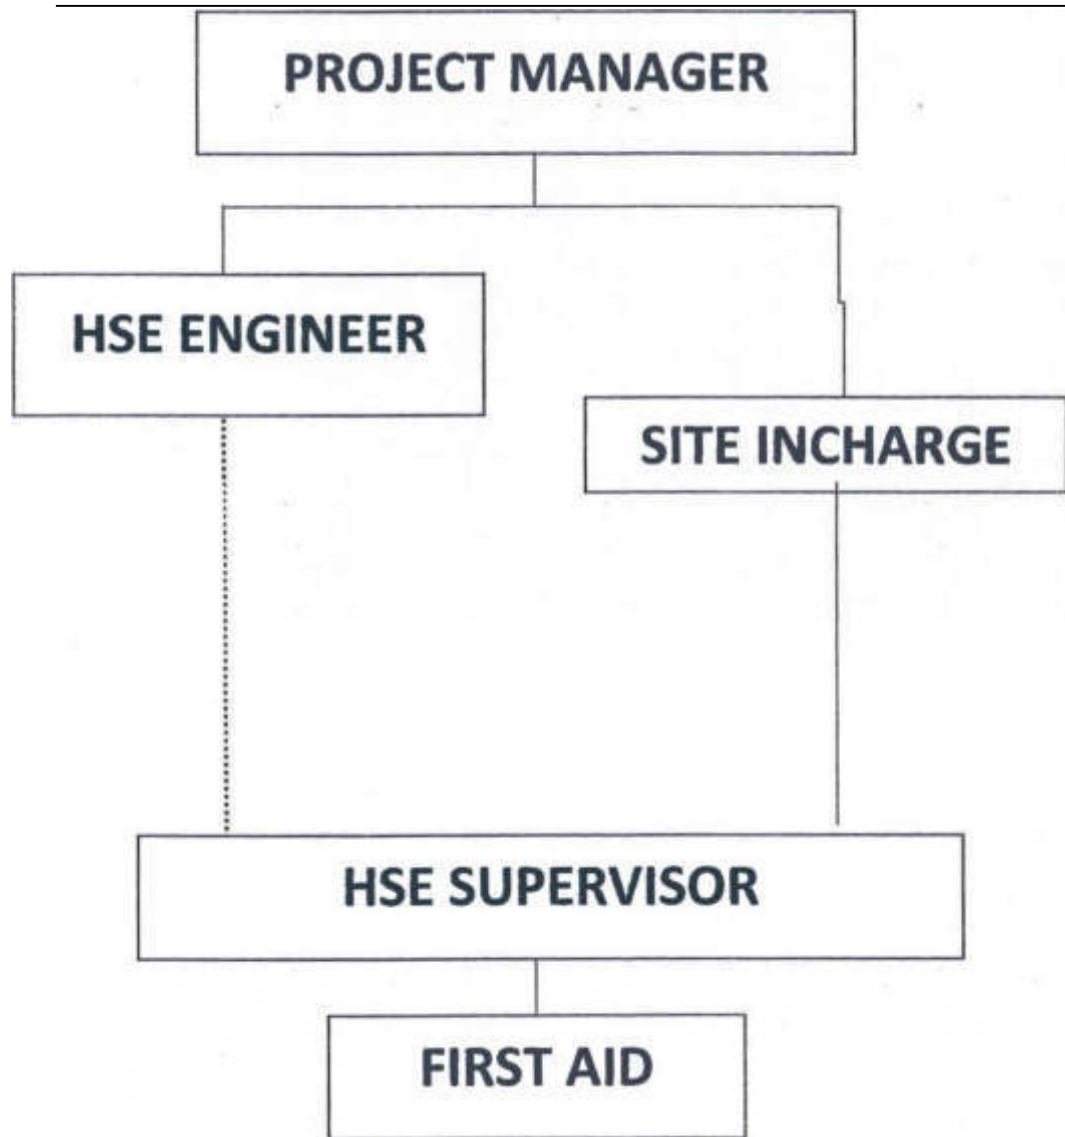 PROJECT MANAGER
HSE ENGINEER
SITE INCHARGE
HSE SUPERVISOR
FIRST AID